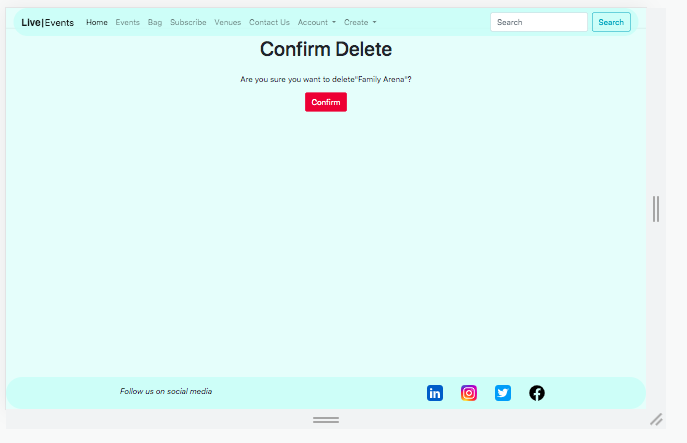 Live|Events Home Events Bag Subscribe Venues Contact Us Account Create Search Search
Confirm Delete
Are you sure you want to delete"Family Arena"?
Confirm
Follow us on social media in